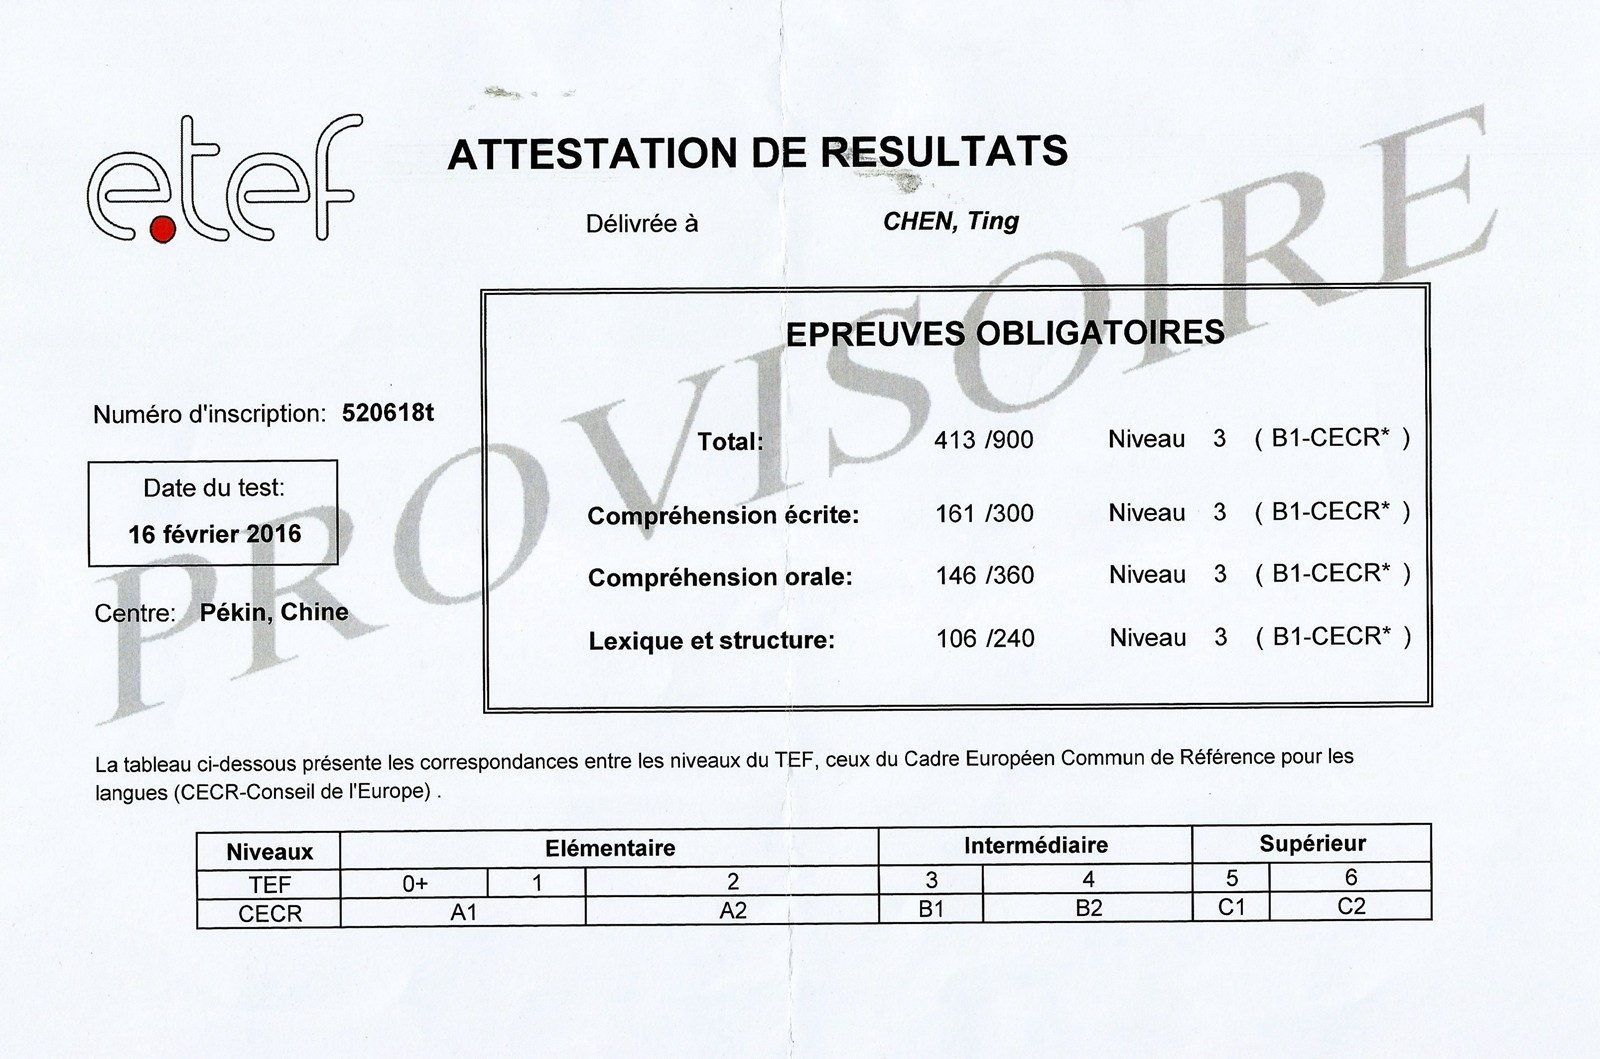 e.tef
ATTESTATION DE RESULTATS
Délivrée à CHEN, Ting
PROVISOIRE
EPREUVES OBLIGATOIRES
Numéro d'inscription: 520618t
Date du test:
16 février 2016
Centre: Pékin, Chine
Total: 413 /900 Niveau 3 ( B1-CECR* )
Compréhension écrite: 161 /300 Niveau 3 ( B1-CECR* )
Compréhension orale: 146 /360 Niveau 3 ( B1-CECR* )
Lexique et structure: 106 /240 Niveau 3 ( B1-CECR* )
La tableau ci-dessous présente les correspondances entre les niveaux du TEF, ceux du Cadre Européen Commun de Référence pour les
langues (CECR-Conseil de l'Europe) .
Niveaux Elémentaire Intermédiaire Supérieur
TEF 0+ 1 2 3 4 5 6
CECR A1 A2 B1 B2 C1 C2